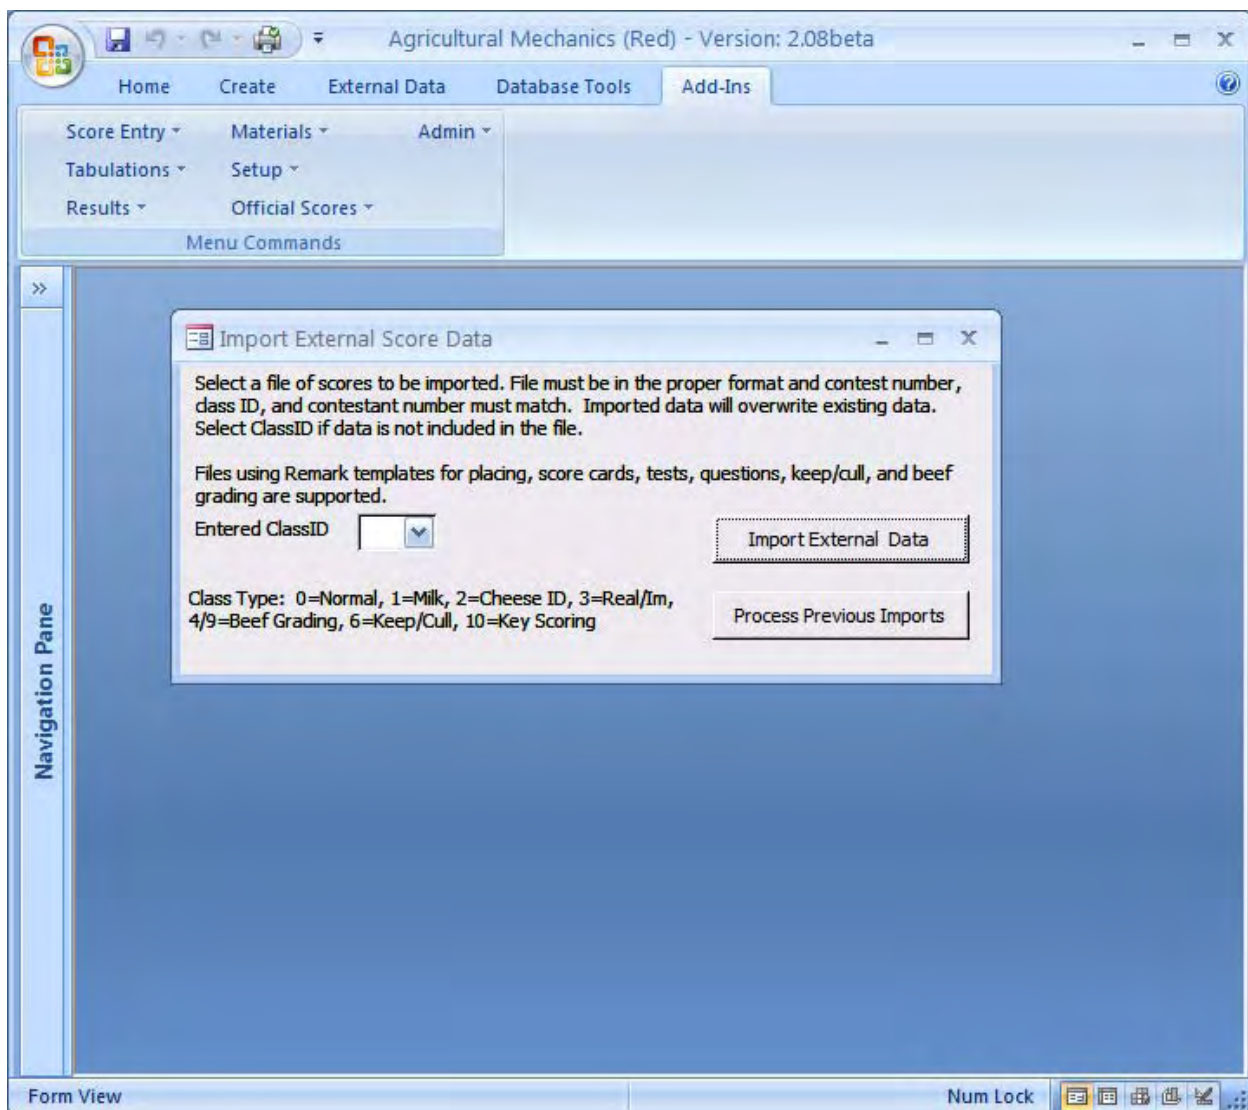 Agricultural Mechanics (Red) - Version: 2.08beta
Home Create External Data Database Tools Add-Ins
Score Entry Materials Admin
Tabulations Setup
Results Official Scores
Menu Commands
Navigation Pane
Import External Score Data
Select a file of scores to be imported. File must be in the proper format and contest number,
class ID, and contestant number must match. Imported data will overwrite existing data.
Select ClassID if data is not included in the file.
Files using Remark templates for placing, score cards, tests, questions, keep/cull, and beef
grading are supported.
Entered ClassID
Import External Data
Class Type: 0=Normal, 1=Milk, 2=Cheese ID, 3=Real/Im,
4/9=Beef Grading, 6=Keep/Cull, 10=Key Scoring
Process Previous Imports
Form View Num Lock